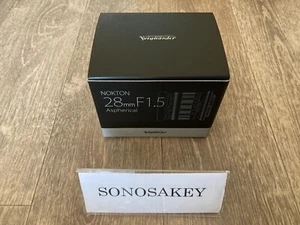 Voigtländer
NOKTON
28mm F1.5
Aspherical
Voigtländer
SONOSAKEY